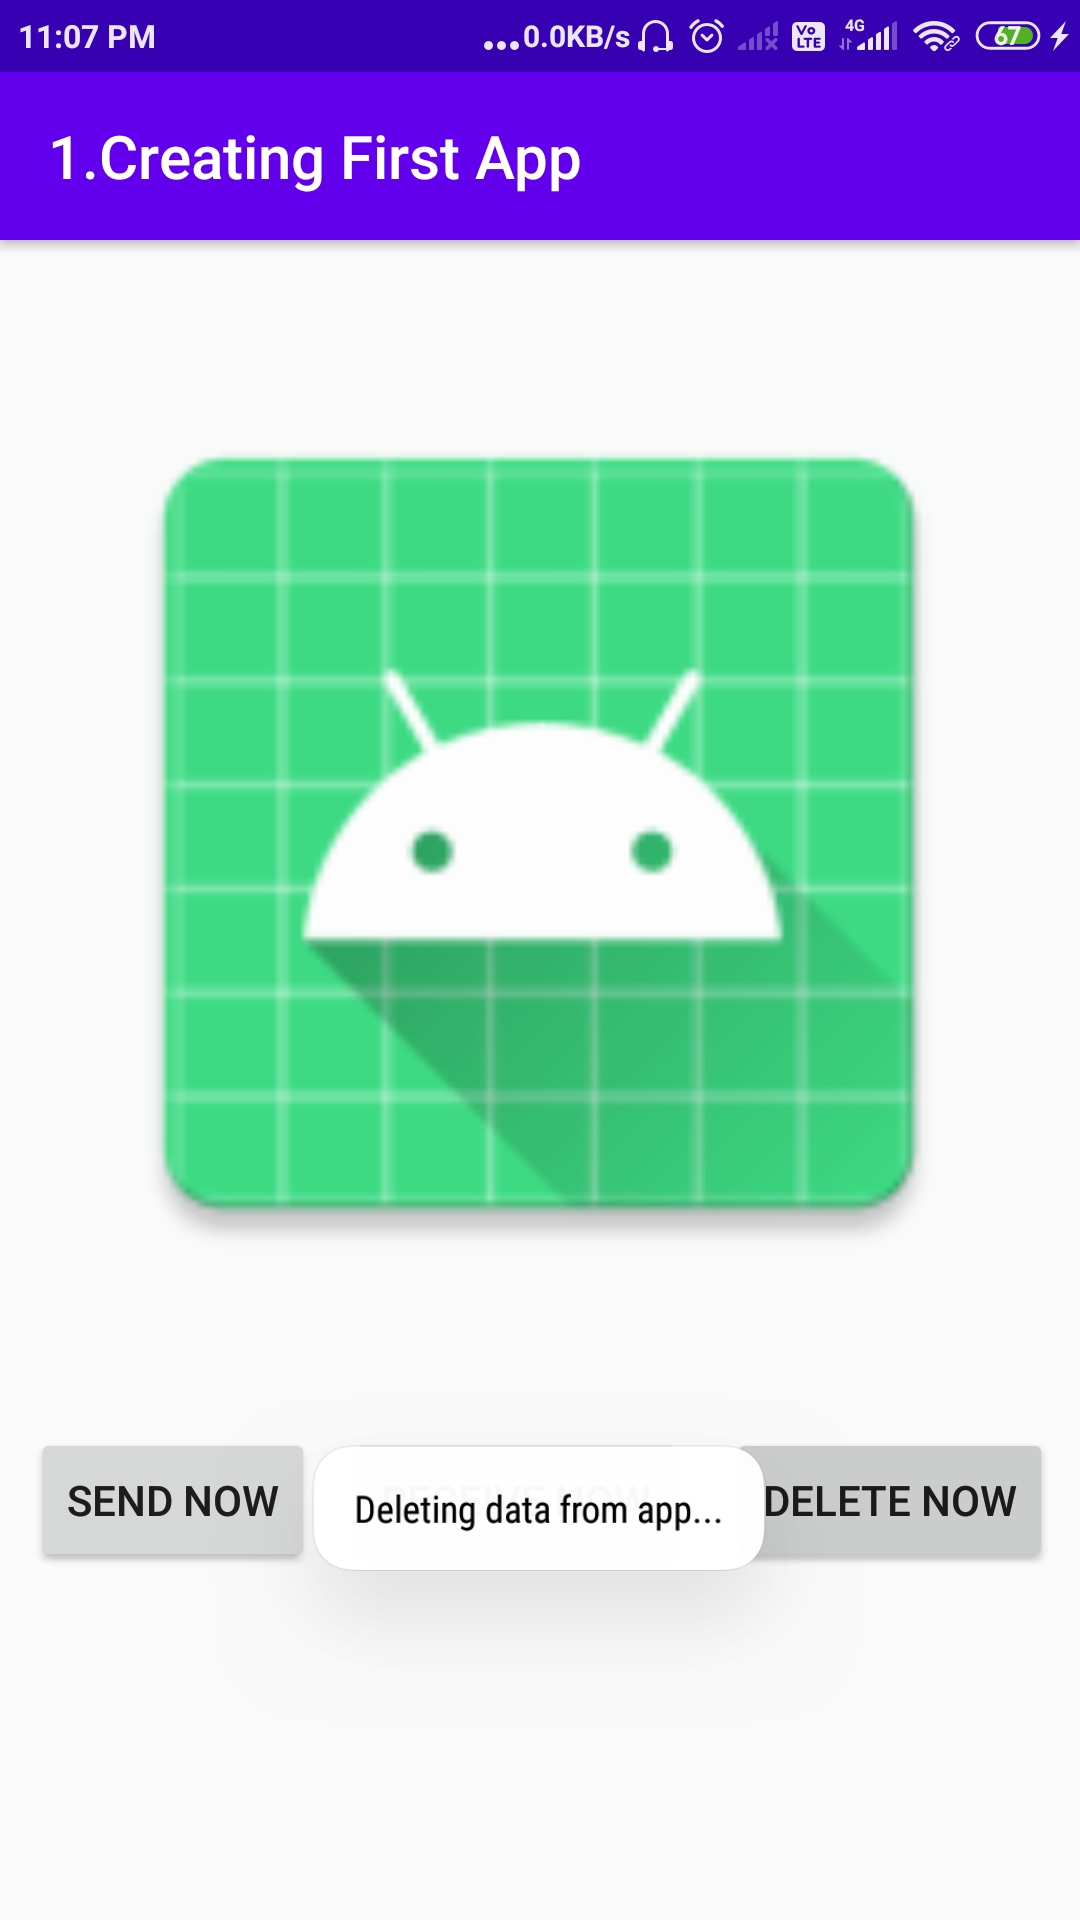 11:07 PM ...0.0KB/s Vo LTE 4G 67
1.Creating First App
SEND NOW Deleting data from app... DELETE NOW